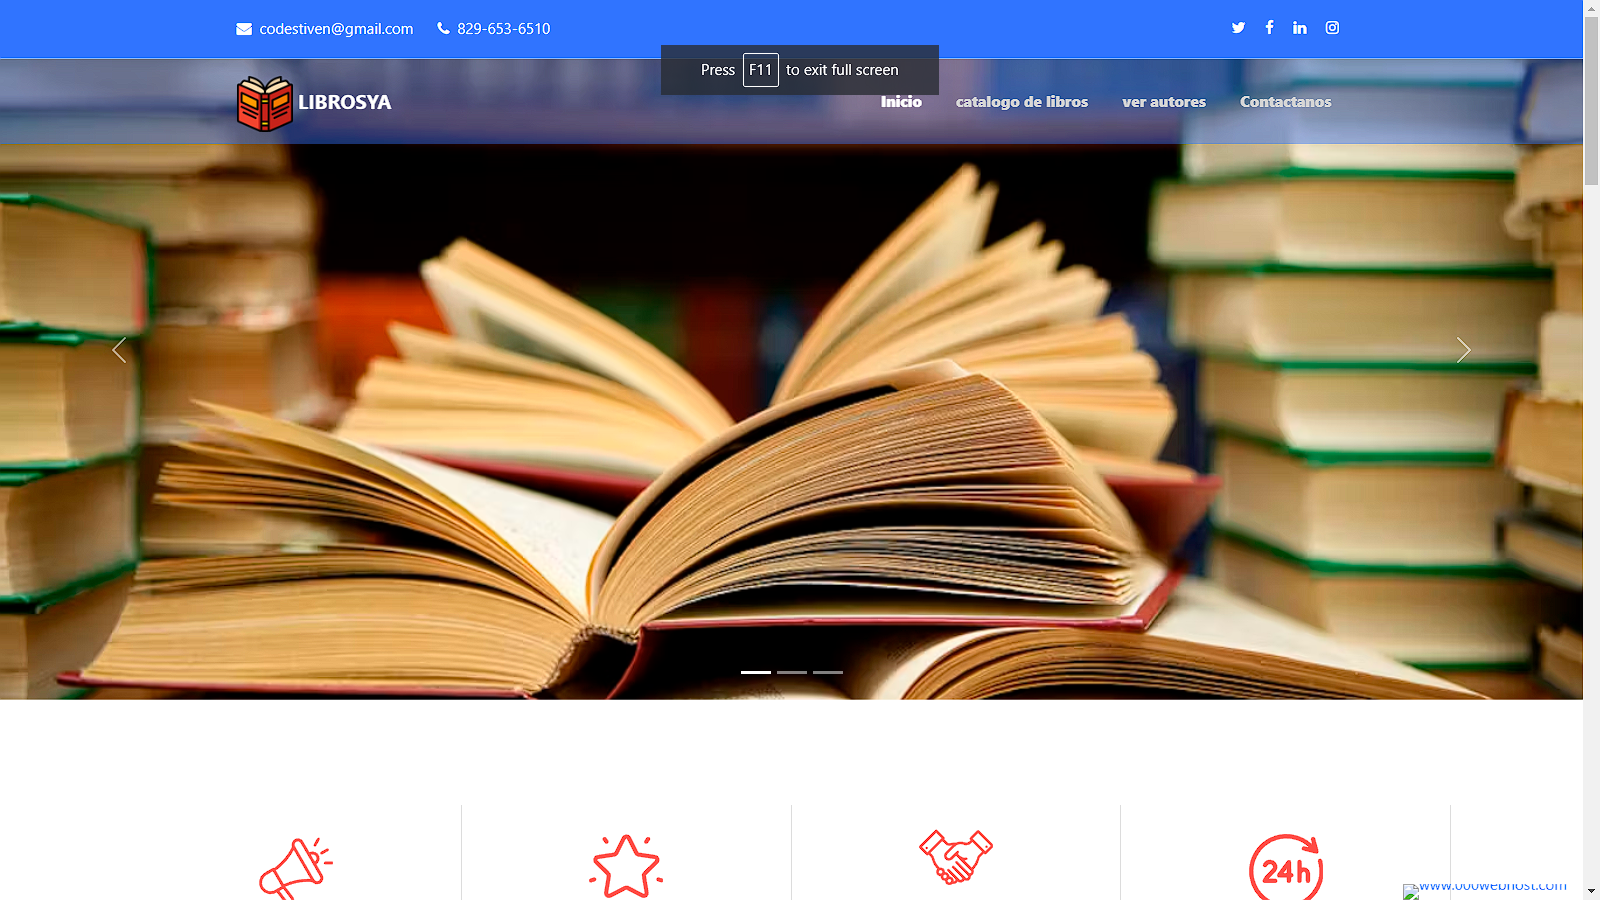 codestiven@gmail.com 829-653-6510
Press F11 to exit full screen
LIBROSYA
Inicio catalogo de libros ver autores Contactanos
24h
www.000webhost.com